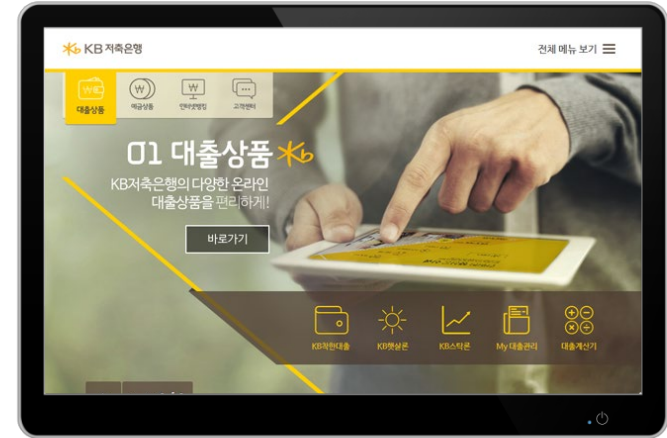 KB 저축은행
전체 메뉴 보기
대출상품
예금상품
인터넷뱅킹
고객센터
01 대출상품
KB저축은행의 다양한 온라인
대출상품을 편리하게!
바로가기
KB착한대출
KB햇살론
KB스탁론
My 대출관리
대출계산기